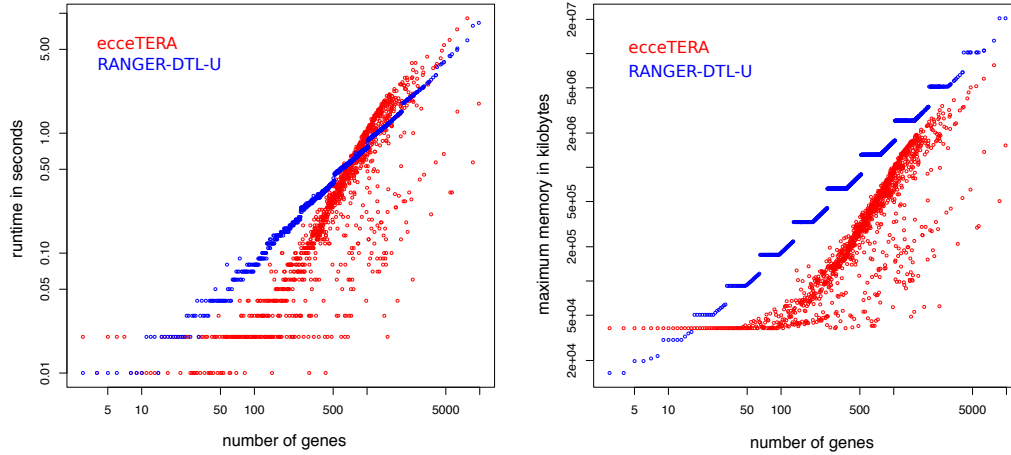 ecceTERA
RANGER-DTL-U
runtime in seconds
5.00
1.00
0.50
0.10
0.05
0.01
5
10
50
100
500
5000
number of genes
ecceTERA
RANGER-DTL-U
maximum memory in kilobytes
2e+07
5e+06
2e+06
5e+05
2e+05
5e+04
2e+04
5
10
50
100
500
5000
number of genes